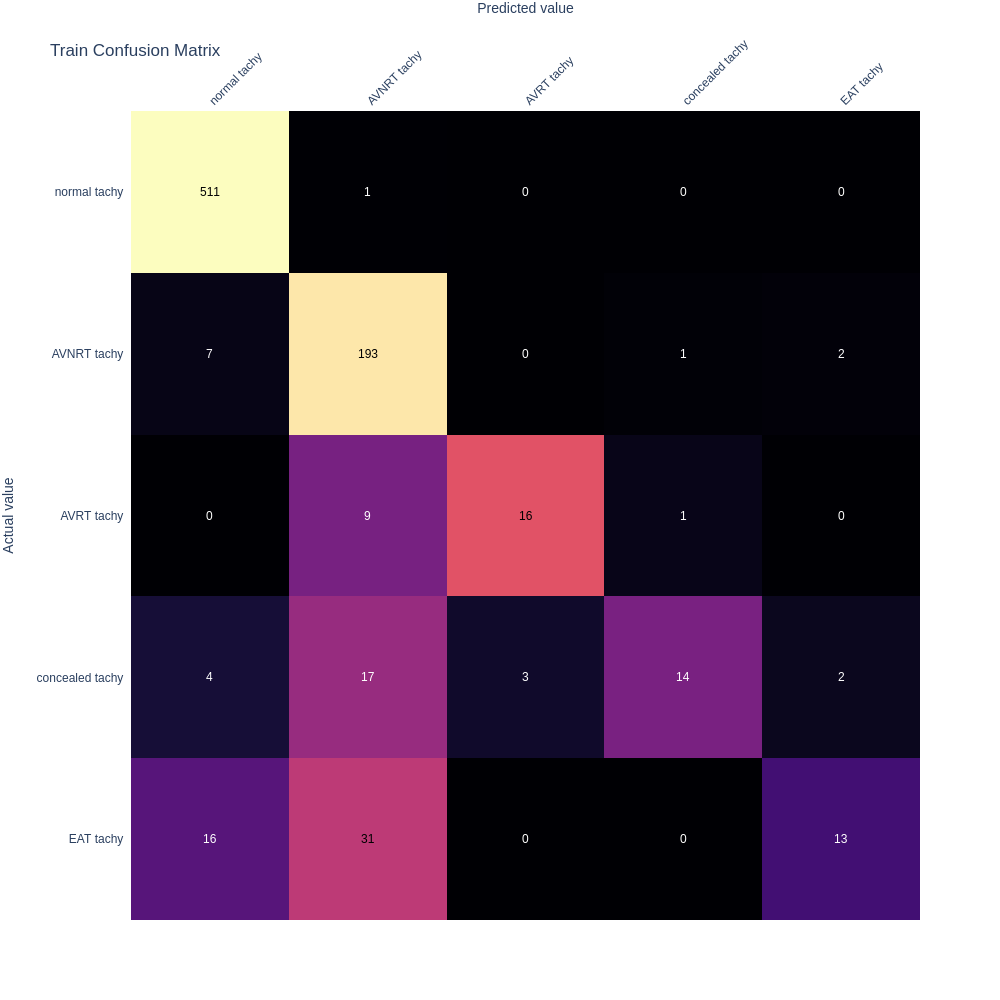 Predicted value
Train Confusion Matrix
normal tachy AVNRT tachy AVRT tachy concealed tachy EAT tachy
normal tachy 511 1 0 0 0
AVNRT tachy 7 193 0 1 2
AVRT tachy 0 9 16 1 0
Actual value
concealed tachy 4 17 3 14 2
EAT tachy 16 31 0 0 13